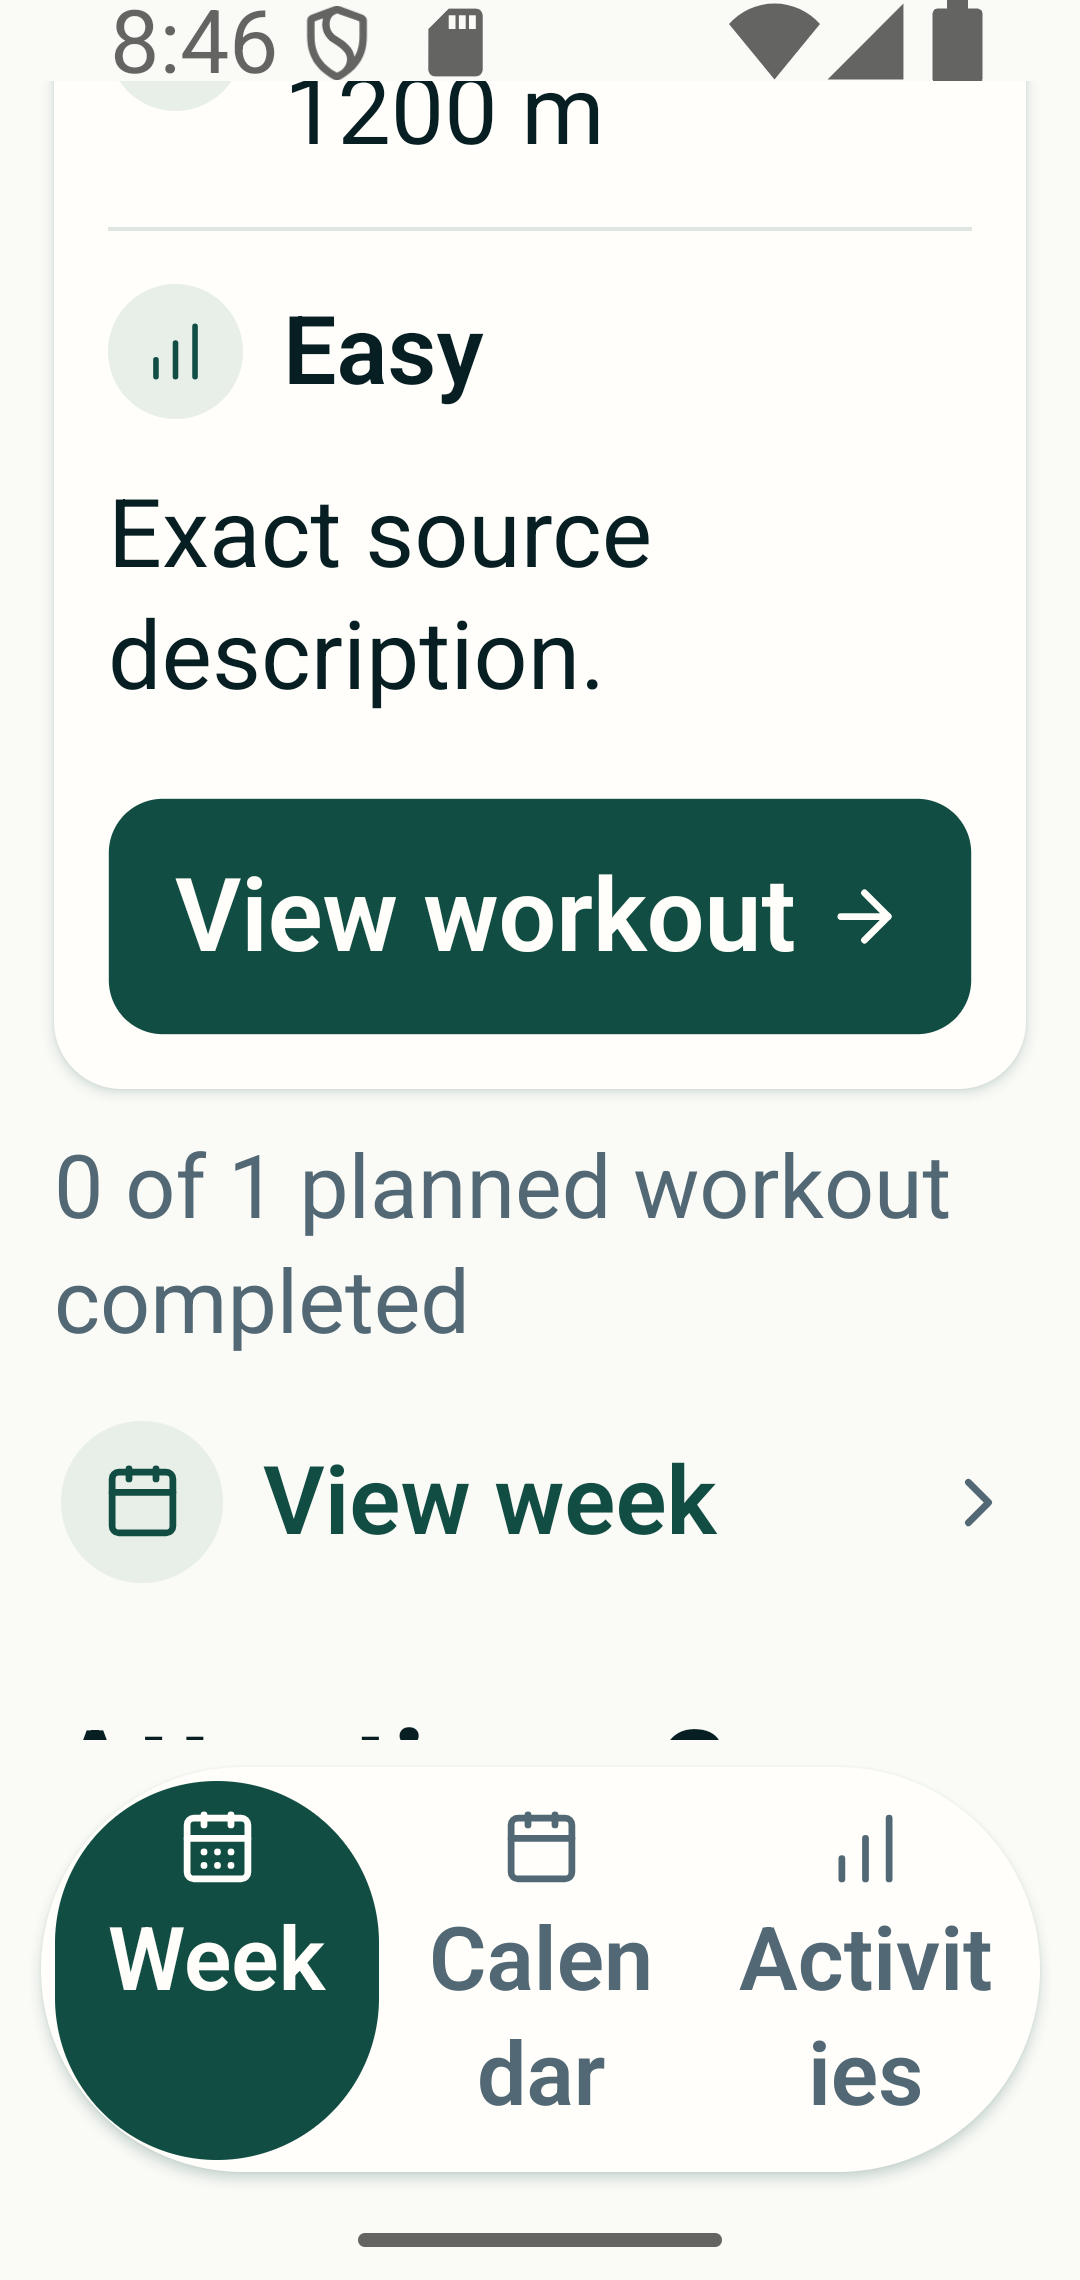 8:46
1200 m
Easy
Exact source
description.
View workout
0 of 1 planned workout
completed
View week
Week
Calen
dar
Activit
ies